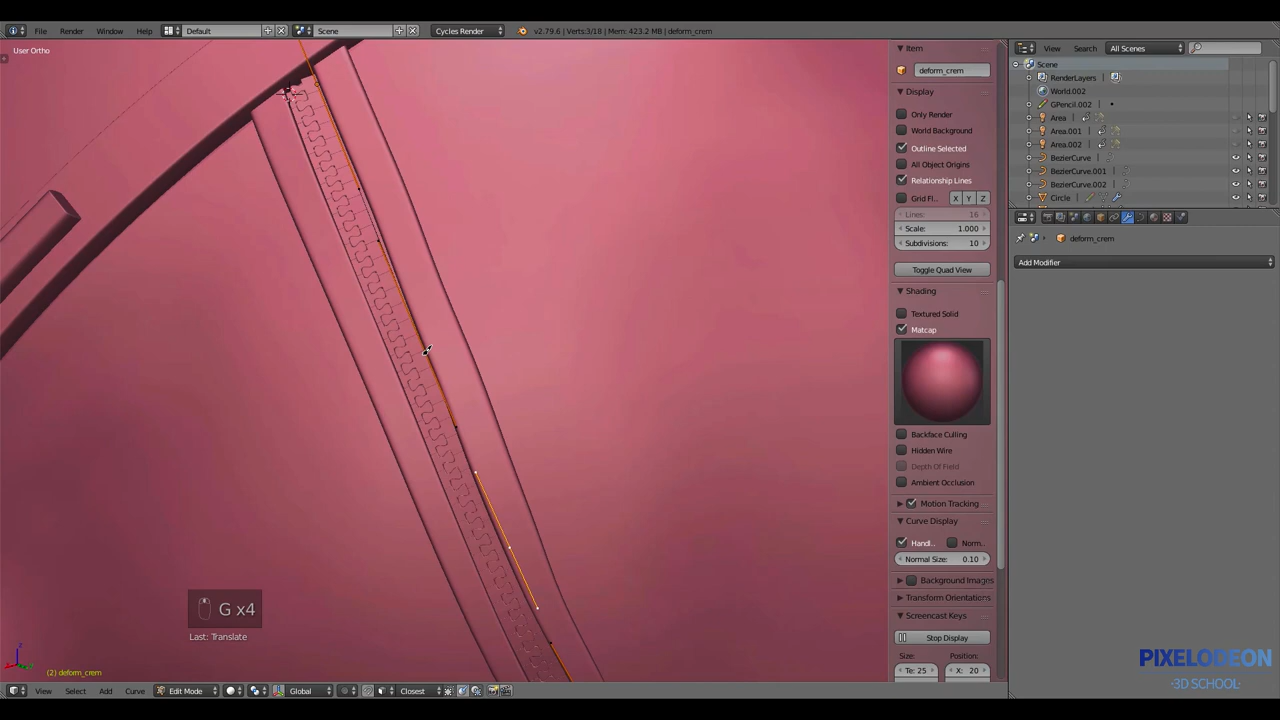 File Render Window Help Default Scene Cycles Render v2.79.6 | Verts:3/18 | Mem: 423.2 MB | deform_crem
User Ortho
Item
deform_crem
Display
Only Render
World Background
Outline Selected
All Object Origins
Relationship Lines
Grid Fl.. X Y Z
Lines: 16
Scale: 1.000
Subdivisions: 10
Toggle Quad View
Shading
Textured Solid
Matcap
Backface Culling
Hidden Wire
Depth Of Field
Ambient Occlusion
Motion Tracking
Curve Display
Handl.. Norm..
Normal Size: 0.10
Background Images
Transform Orientations
Screencast Keys
Stop Display
Size: Position:
Te: 25 X: 20
View Search All Scenes
Scene
RenderLayers
World.002
GPencil.002
Area
Area.001
Area.002
BezierCurve
BezierCurve.001
BezierCurve.002
Circle
deform_crem
Add Modifier
G x4
Last: Translate
z
(2) deform_crem
View Select Add Curve Edit Mode Global Closest
PIXELODEON
·3D SCHOOL·